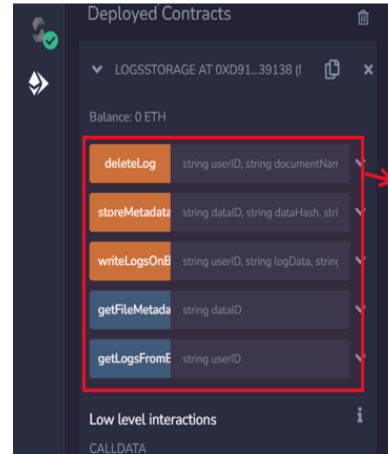 Deployed Contracts
LOGSSTORAGE AT 0XD91...39138 (
Balance: 0 ETH
deleteLog string userID, string documentNam
storeMetadata string dataID, string dataHash, stri
writeLogsOnB string userID, string logData, string
getFileMetada string dataID
getLogsFromE string userID
Low level interactions
CALLDATA